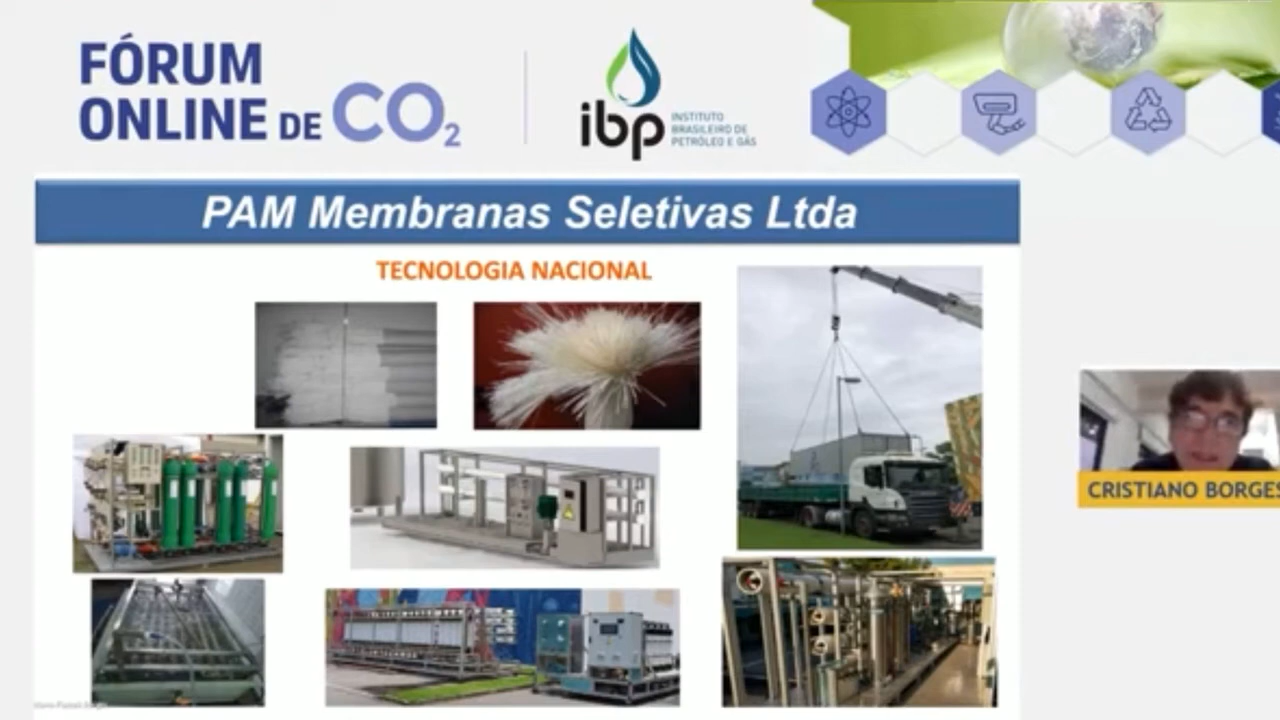 FÓRUM
ONLINE DE CO2
ibp
INSTITUTO
BRASILEIRO DE
PETRÓLEO E GÁS
PAM Membranas Seletivas Ltda
TECNOLOGIA NACIONAL
CRISTIANO BORGES